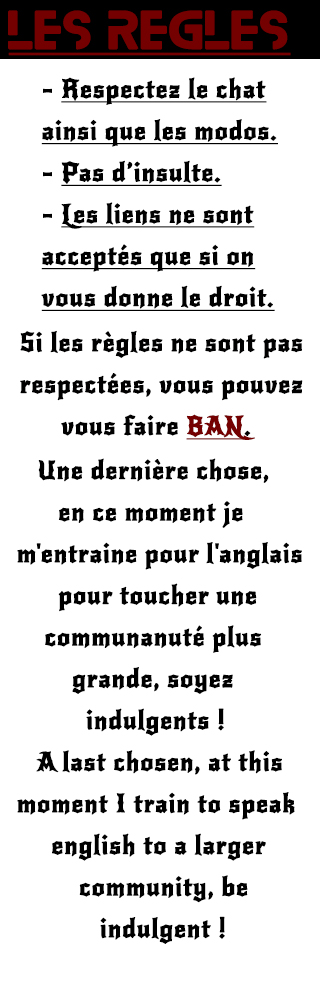 LES REGLES
- Respectez le chat
ainsi que les modos.
- Pas d'insulte.
- Les liens ne sont
acceptés que si on
vous donne le droit.
Si les règles ne sont pas
respectées, vous pouvez
vous faire BAN.
Une dernière chose,
en ce moment je
m'entraine pour l'anglais
pour toucher une
communanuté plus
grande, soyez
indulgents !
A last chosen, at this
moment I train to speak
english to a larger
community, be
indulgent !